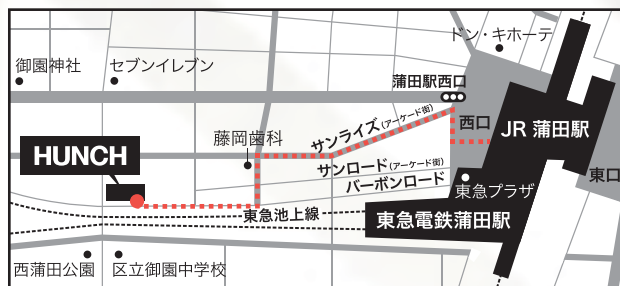 ドン・キホーテ
御園神社
セブンイレブン
蒲田駅西口
サンライズ(アーケード街)
西口
JR 蒲田駅
藤岡歯科
HUNCH
サンロード(アーケード街)
バーボンロード
東口
東急プラザ
東急池上線
東急電鉄蒲田駅
西蒲田公園
区立御園中学校